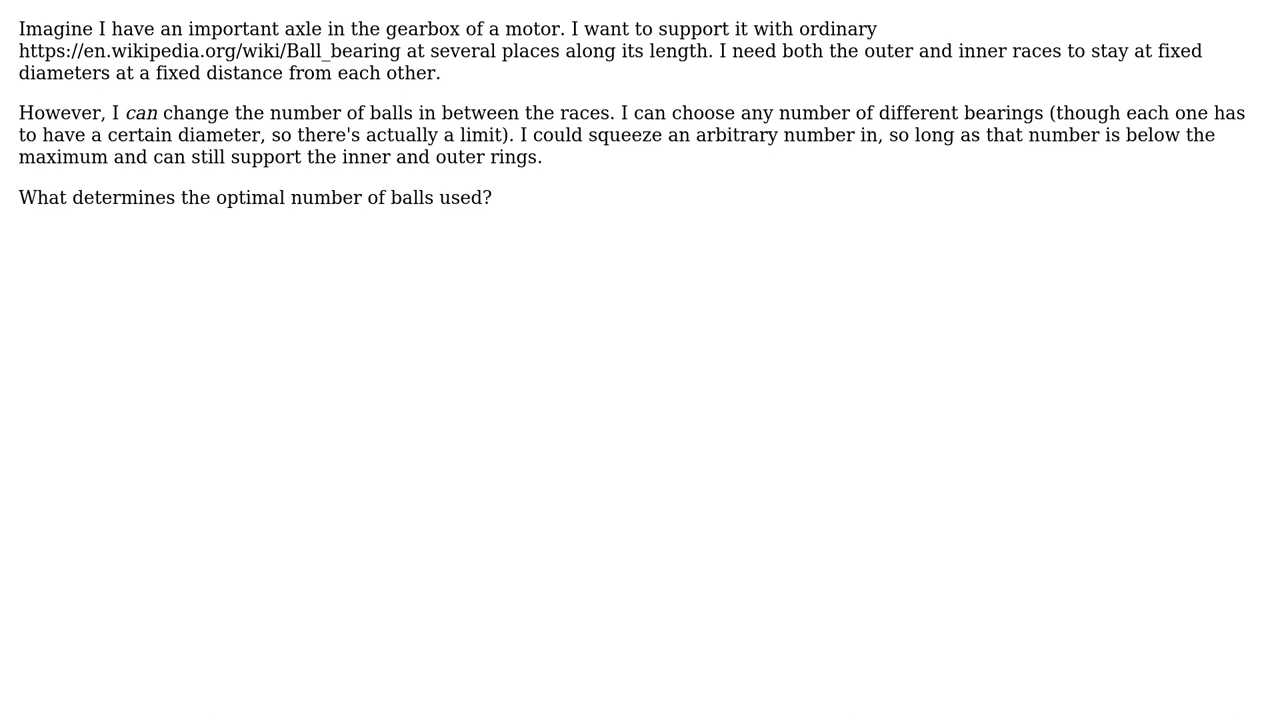 Imagine I have an important axle in the gearbox of a motor. I want to support it with ordinary
https://en.wikipedia.org/wiki/Ball_bearing at several places along its length. I need both the outer and inner races to stay at fixed
diameters at a fixed distance from each other.
However, I can change the number of balls in between the races. I can choose any number of different bearings (though each one has
to have a certain diameter, so there's actually a limit). I could squeeze an arbitrary number in, so long as that number is below the
maximum and can still support the inner and outer rings.
What determines the optimal number of balls used?